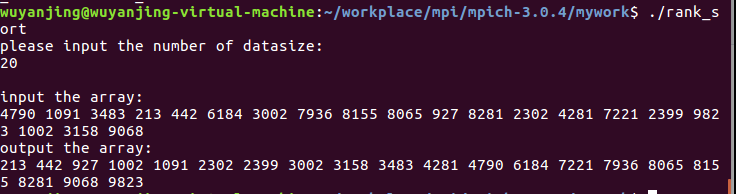 wuyanjing@wuyanjing-virtual-machine:~/workplace/mpi/mpich-3.0.4/mywork$ ./rank_s
ort
please input the number of datasize:
20
input the array:
4790 1091 3483 213 442 6184 3002 7936 8155 8065 927 8281 2302 4281 7221 2399 982
3 1002 3158 9068
output the array:
213 442 927 1002 1091 2302 2399 3002 3158 3483 4281 4790 6184 7221 7936 8065 815
5 8281 9068 9823